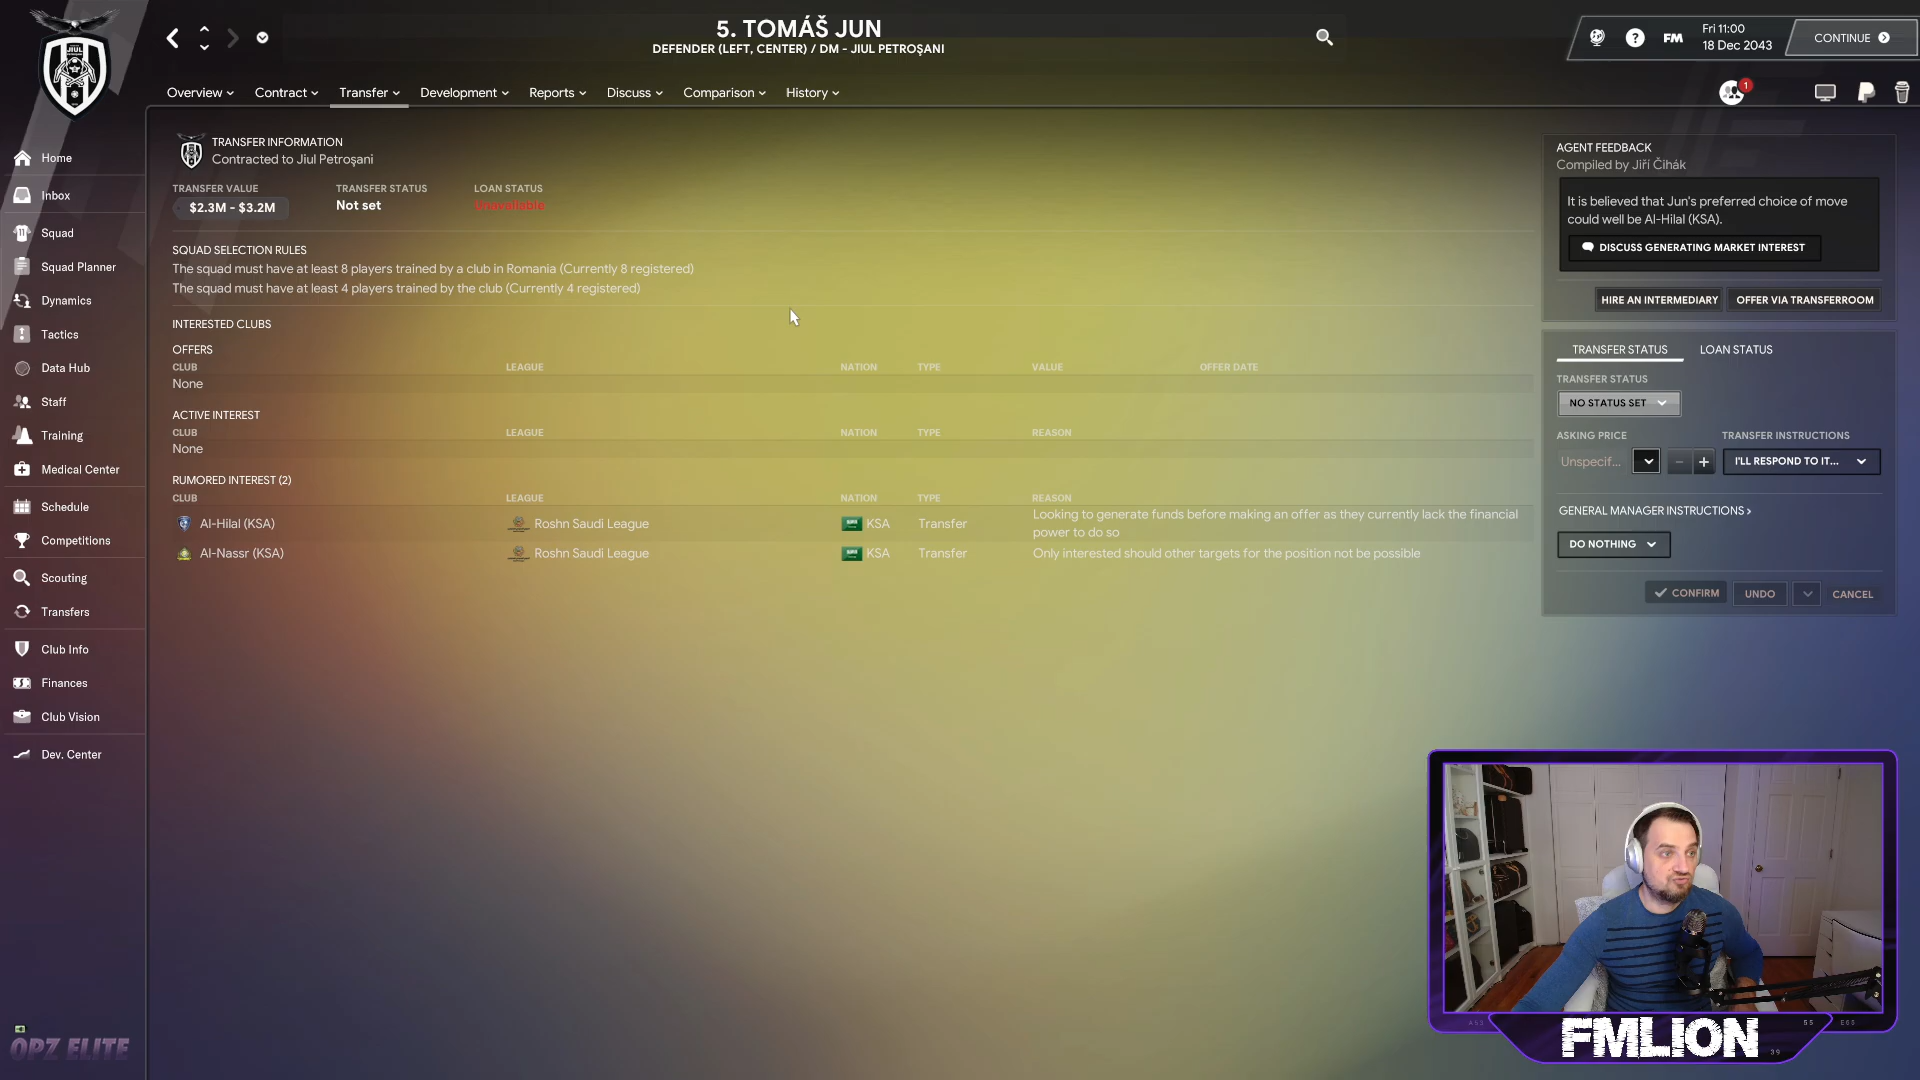 5. TOMÁŠ JUN
DEFENDER (LEFT, CENTER) / DM - JIUL PETROŞANI
Fri 11:00
18 Dec 2043
FM
CONTINUE
Overview
Contract
Transfer
Development
Reports
Discuss
Comparison
History
1
JIUL
Home
Inbox
Squad
Squad Planner
Dynamics
Tactics
Data Hub
Staff
Training
Medical Center
Schedule
Competitions
Scouting
Transfers
Club Info
Finances
Club Vision
Dev. Center
OPZ ELITE
TRANSFER INFORMATION
Contracted to Jiul Petroşani
TRANSFER VALUE TRANSFER STATUS LOAN STATUS
$2.3M - $3.2M Not set Unavailable
SQUAD SELECTION RULES
The squad must have at least 8 players trained by a club in Romania (Currently 8 registered)
The squad must have at least 4 players trained by the club (Currently 4 registered)
INTERESTED CLUBS
OFFERS
CLUB LEAGUE NATION TYPE VALUE OFFER DATE
None
ACTIVE INTEREST
CLUB LEAGUE NATION TYPE REASON
None
RUMORED INTEREST (2)
CLUB LEAGUE NATION TYPE REASON
Al-Hilal (KSA) Roshn Saudi League KSA Transfer Looking to generate funds before making an offer as they currently lack the financial
power to do so
Al-Nassr (KSA) Roshn Saudi League KSA Transfer Only interested should other targets for the position not be possible
AGENT FEEDBACK
Compiled by Jiří Čihák
It is believed that Jun's preferred choice of move
could well be Al-Hilal (KSA).
DISCUSS GENERATING MARKET INTEREST
HIRE AN INTERMEDIARY OFFER VIA TRANSFERROOM
TRANSFER STATUS LOAN STATUS
TRANSFER STATUS
NO STATUS SET
ASKING PRICE TRANSFER INSTRUCTIONS
Unspecif... I'LL RESPOND TO IT...
GENERAL MANAGER INSTRUCTIONS >
DO NOTHING
CONFIRM UNDO CANCEL
FMLION